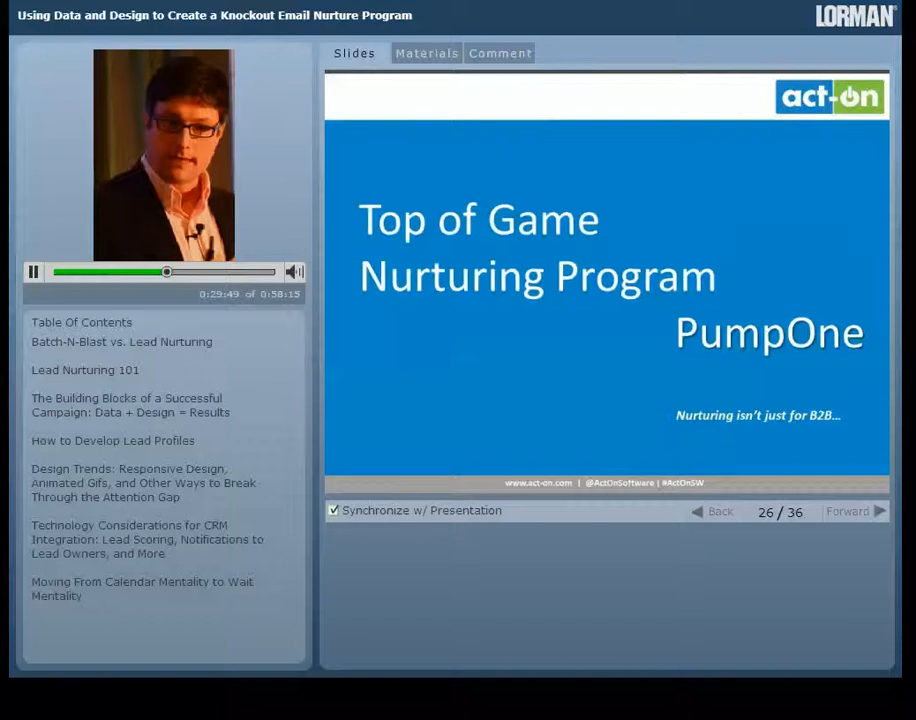 Using Data and Design to Create a Knockout Email Nurture Program
LORMAN
Slides
Materials
Comment
act-on
Top of Game
Nurturing Program
PumpOne
Nurturing isn't just for B2B...
www.act-on.com | @ActOnSoftware | #ActOnSW
0:29:49 of 0:58:15
Table Of Contents
Batch-N-Blast vs. Lead Nurturing
Lead Nurturing 101
The Building Blocks of a Successful
Campaign: Data + Design = Results
How to Develop Lead Profiles
Design Trends: Responsive Design,
Animated Gifs, and Other Ways to Break
Through the Attention Gap
Technology Considerations for CRM
Integration: Lead Scoring, Notifications to
Lead Owners, and More
Moving From Calendar Mentality to Wait
Mentality
Synchronize w/ Presentation
Back
26 / 36
Forward